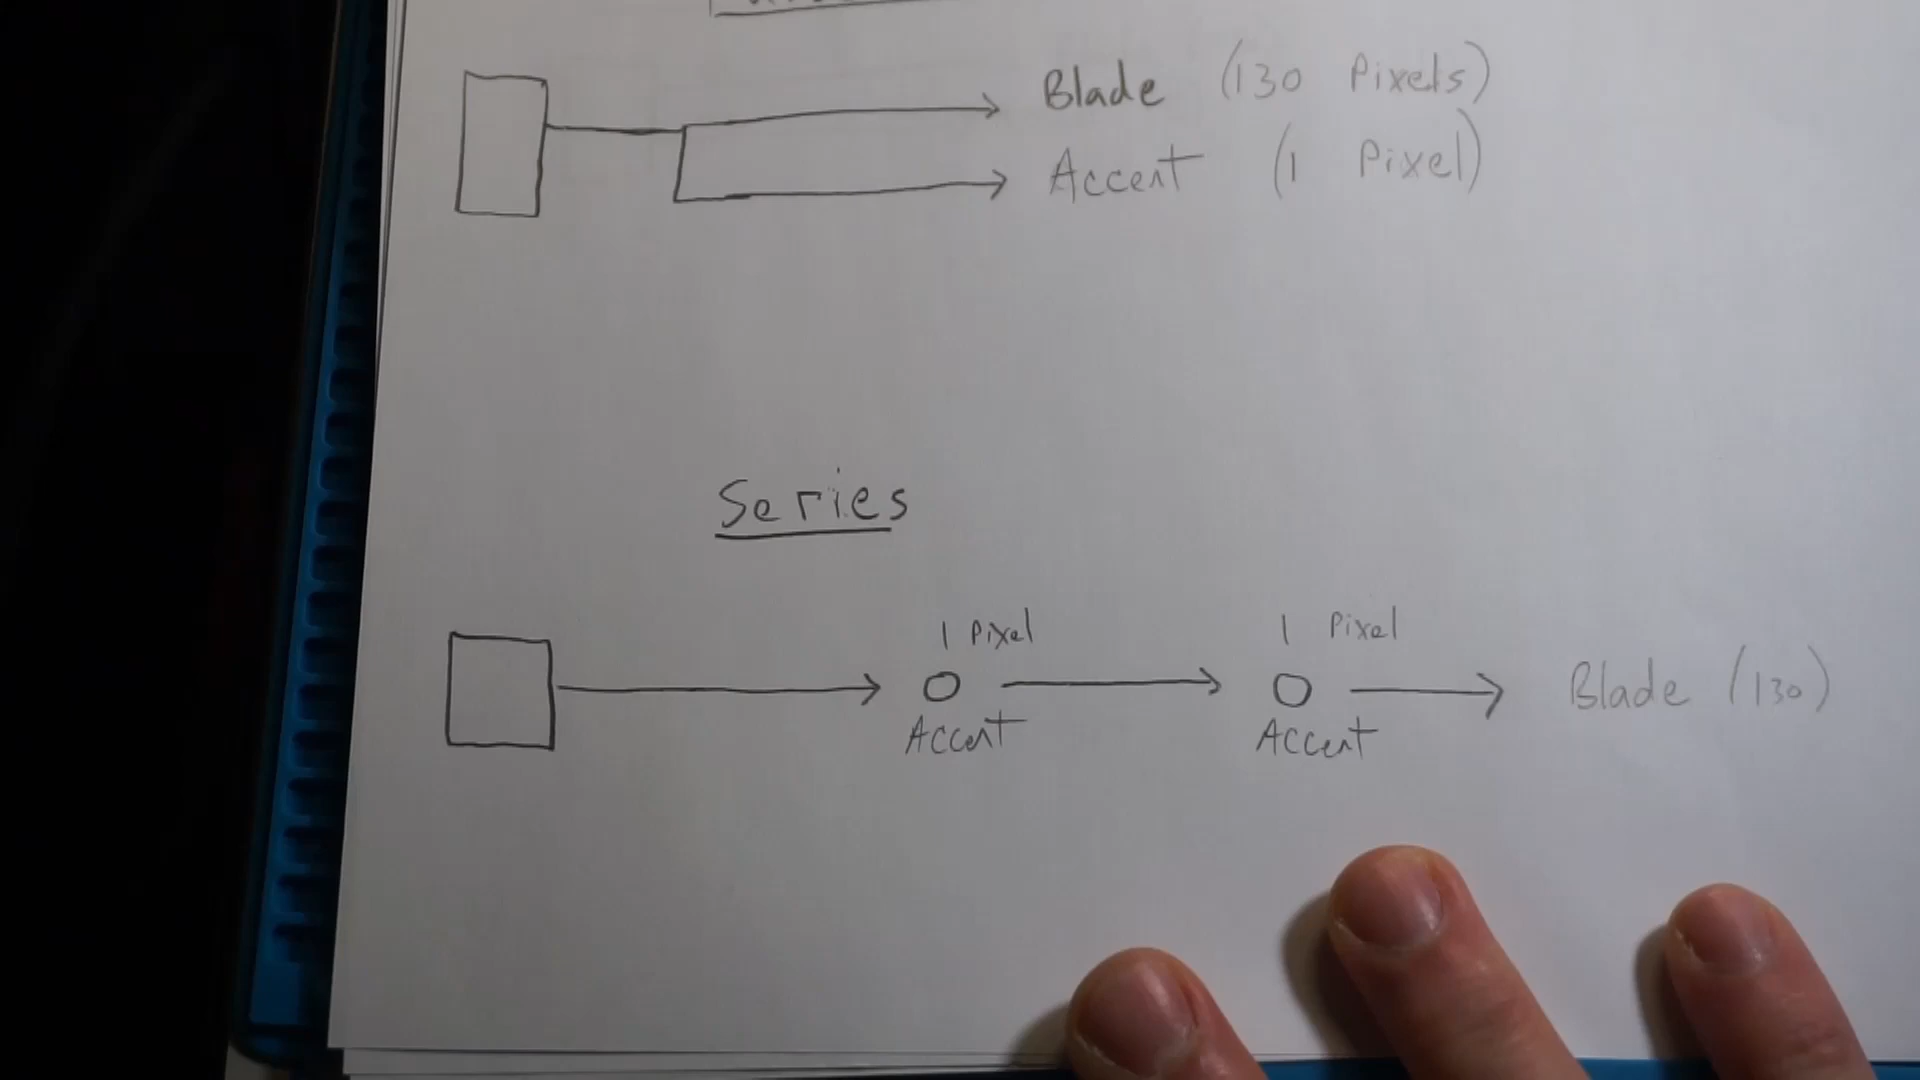 Blade (130 Pixels)
Accent (1 Pixel)
Series
1 Pixel
1 Pixel
Accent
Accent
Blade (130)